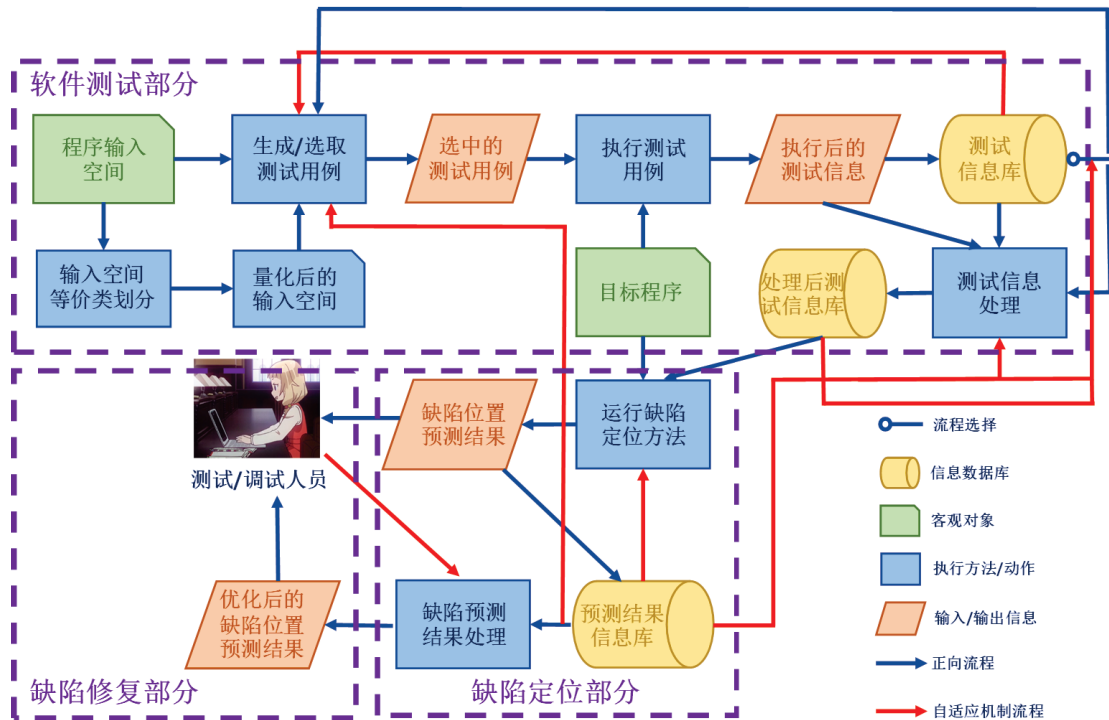 软件测试部分
程序输入
空间
生成/选取
测试用例
选中的
测试用例
执行测试
用例
执行后的
测试信息
测试
信息库
输入空间
等价类划分
量化后的
输入空间
目标程序
处理后测
试信息库
测试信息
处理
测试/调试人员
缺陷位置
预测结果
运行缺陷
定位方法
优化后的
缺陷位置
预测结果
缺陷预测
结果处理
预测结果
信息库
缺陷修复部分
缺陷定位部分
流程选择
信息数据库
客观对象
执行方法/动作
输入/输出信息
正向流程
自适应机制流程